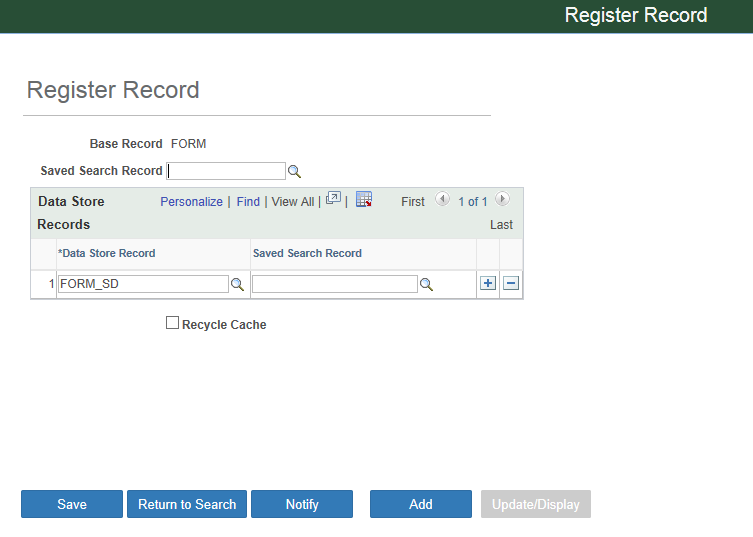 Register Record
Register Record
Base Record FORM
Saved Search Record
Data Store Records Personalize | Find | View All | | First 1 of 1 Last
*Data Store Record Saved Search Record
1 FORM_SD
Recycle Cache
Save Return to Search Notify Add Update/Display